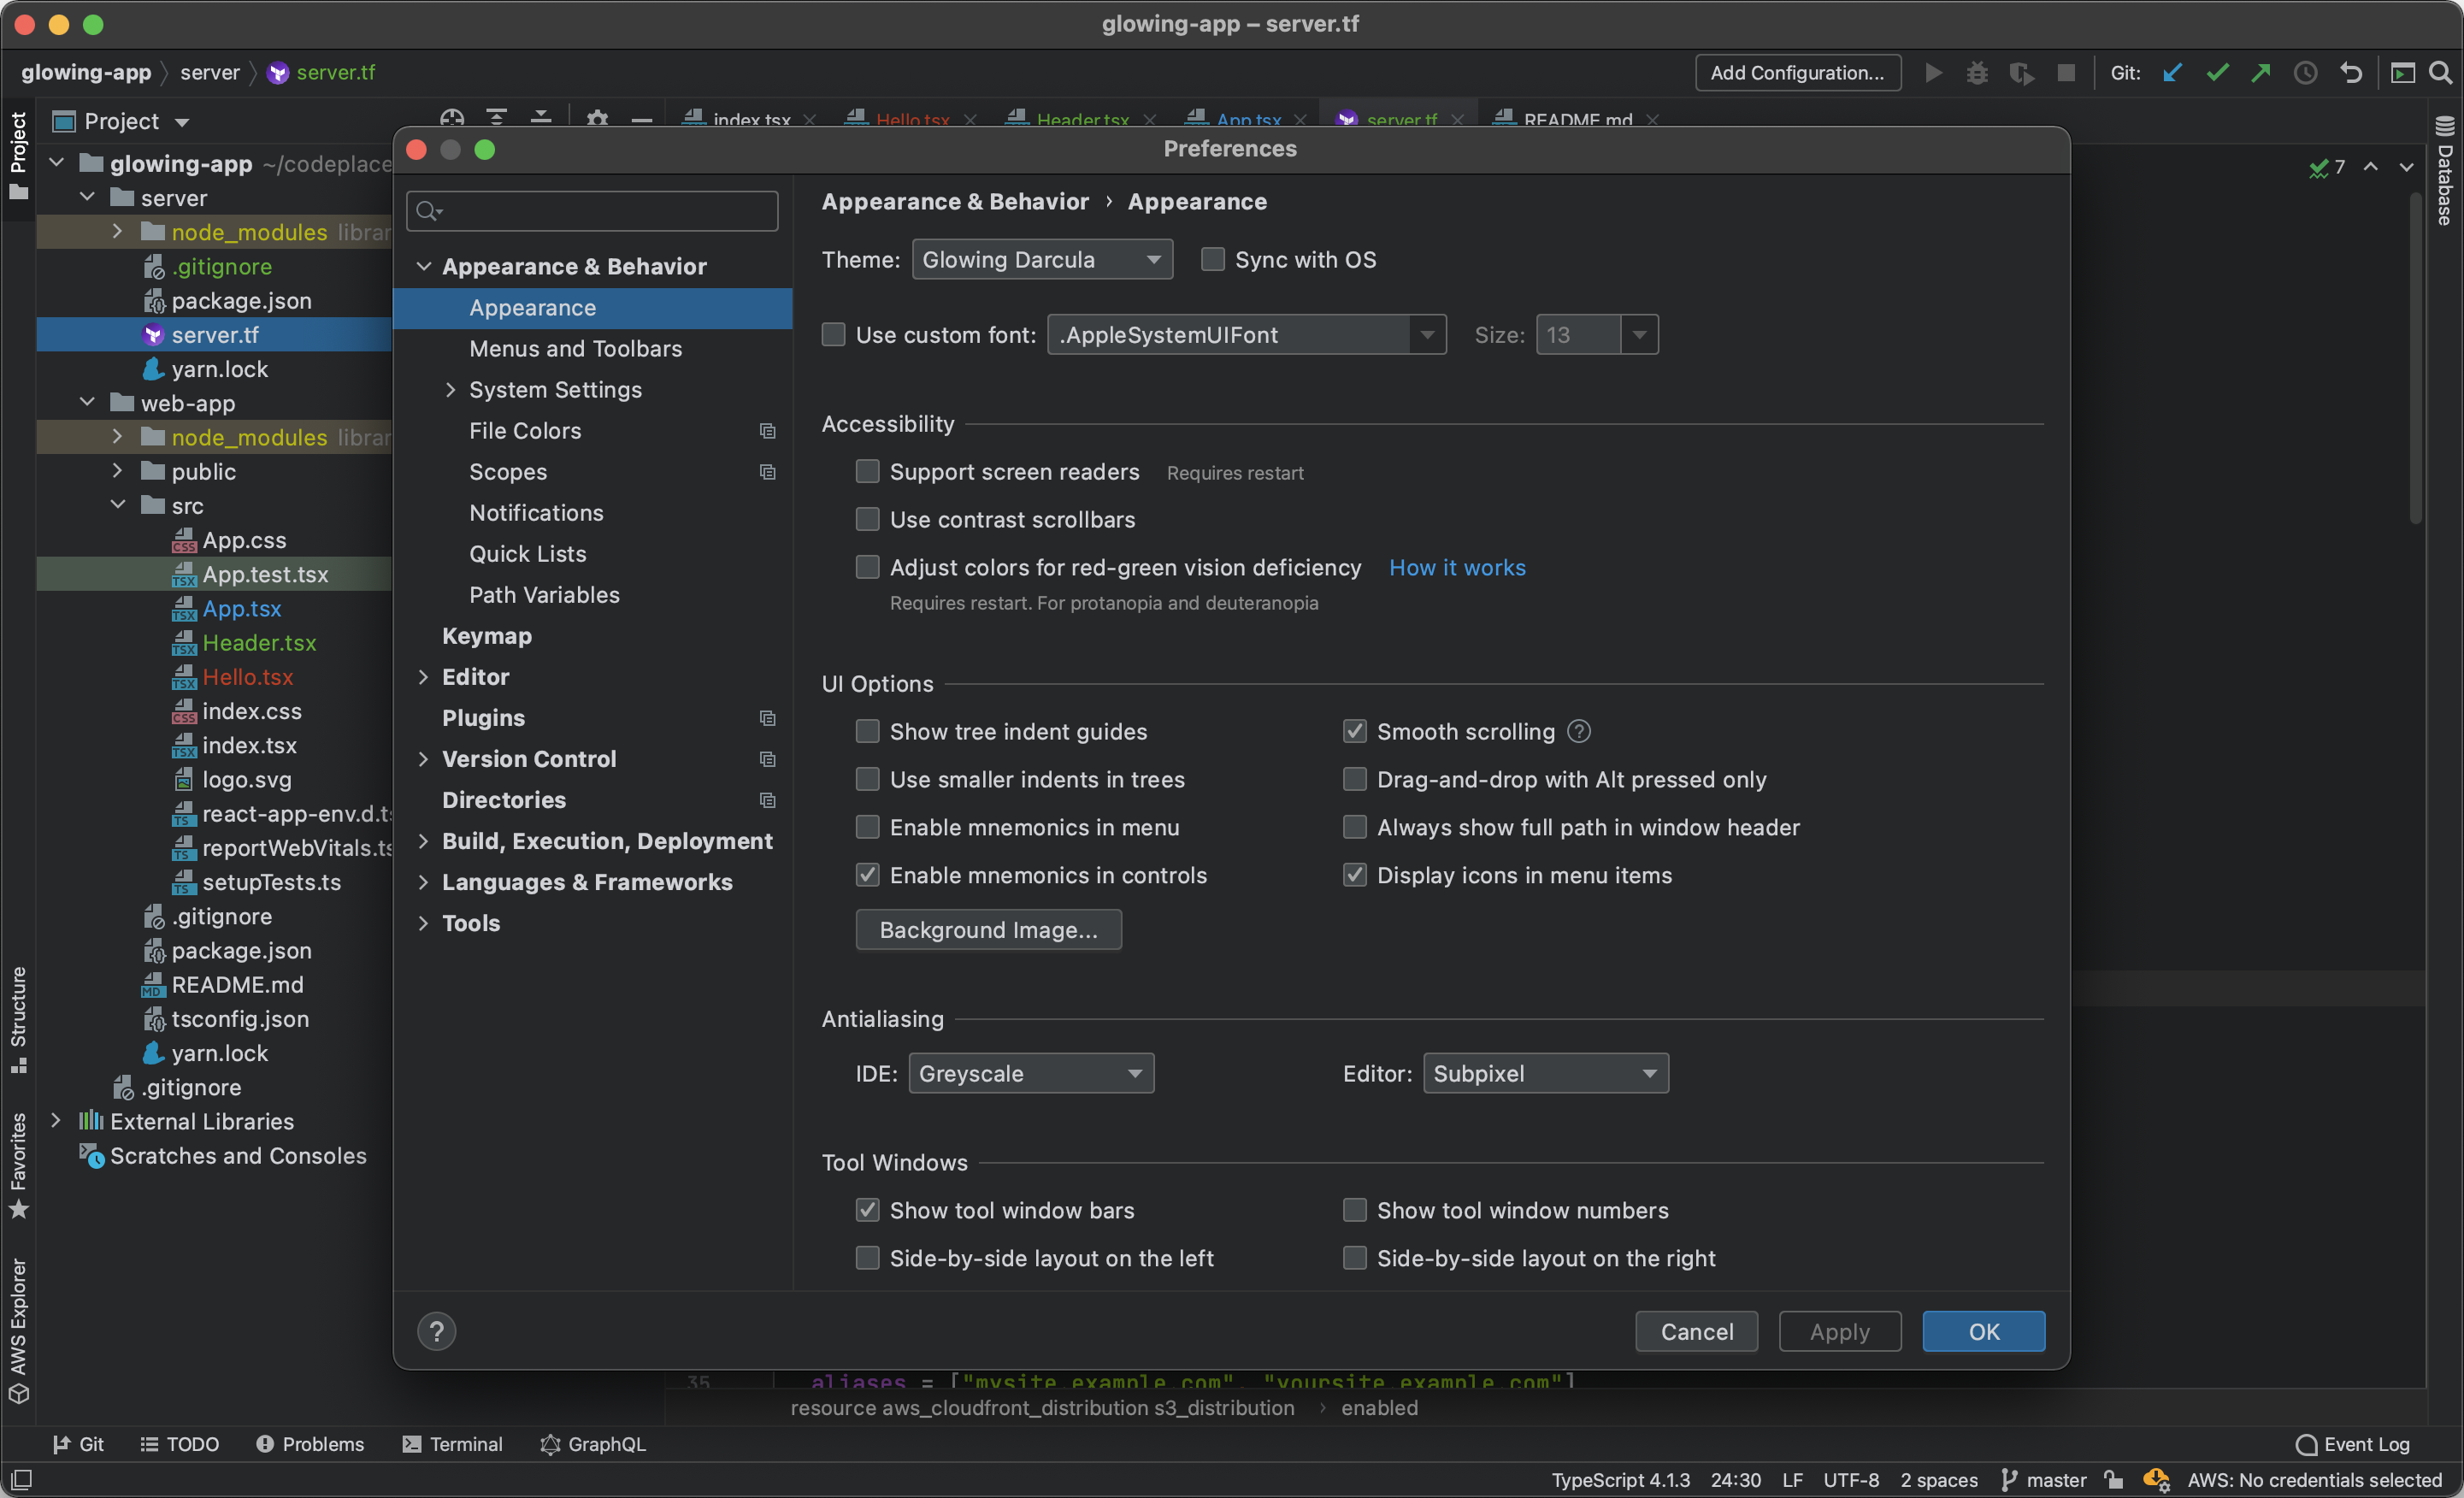 glowing-app – server.tf
glowing-app server server.tf
Add Configuration...
Git:
Project
index.tsx Hello.tsx Header.tsx App.tsx server.tf README.md
7
Project
Database
glowing-app ~/codeplace
server
node_modules librar
.gitignore
package.json
server.tf
yarn.lock
web-app
node_modules librar
public
src
App.css
App.test.tsx
App.tsx
Header.tsx
Hello.tsx
index.css
index.tsx
logo.svg
react-app-env.d.ts
reportWebVitals.ts
setupTests.ts
.gitignore
package.json
README.md
tsconfig.json
yarn.lock
.gitignore
External Libraries
Scratches and Consoles
Structure
Favorites
AWS Explorer
Preferences
Appearance & Behavior
Appearance
Menus and Toolbars
System Settings
File Colors
Scopes
Notifications
Quick Lists
Path Variables
Keymap
Editor
Plugins
Version Control
Directories
Build, Execution, Deployment
Languages & Frameworks
Tools
Appearance & Behavior › Appearance
Theme: Glowing Darcula Sync with OS
Use custom font: .AppleSystemUIFont Size: 13
Accessibility
Support screen readers Requires restart
Use contrast scrollbars
Adjust colors for red-green vision deficiency How it works
Requires restart. For protanopia and deuteranopia
UI Options
Show tree indent guides Smooth scrolling ?
Use smaller indents in trees Drag-and-drop with Alt pressed only
Enable mnemonics in menu Always show full path in window header
Enable mnemonics in controls Display icons in menu items
Background Image...
Antialiasing
IDE: Greyscale Editor: Subpixel
Tool Windows
Show tool window bars Show tool window numbers
Side-by-side layout on the left Side-by-side layout on the right
? Cancel Apply OK
35 aliases = ["mysite.example.com", "yoursite.example.com"]
resource aws_cloudfront_distribution s3_distribution › enabled
Git TODO Problems Terminal GraphQL Event Log
TypeScript 4.1.3 24:30 LF UTF-8 2 spaces master AWS: No credentials selected